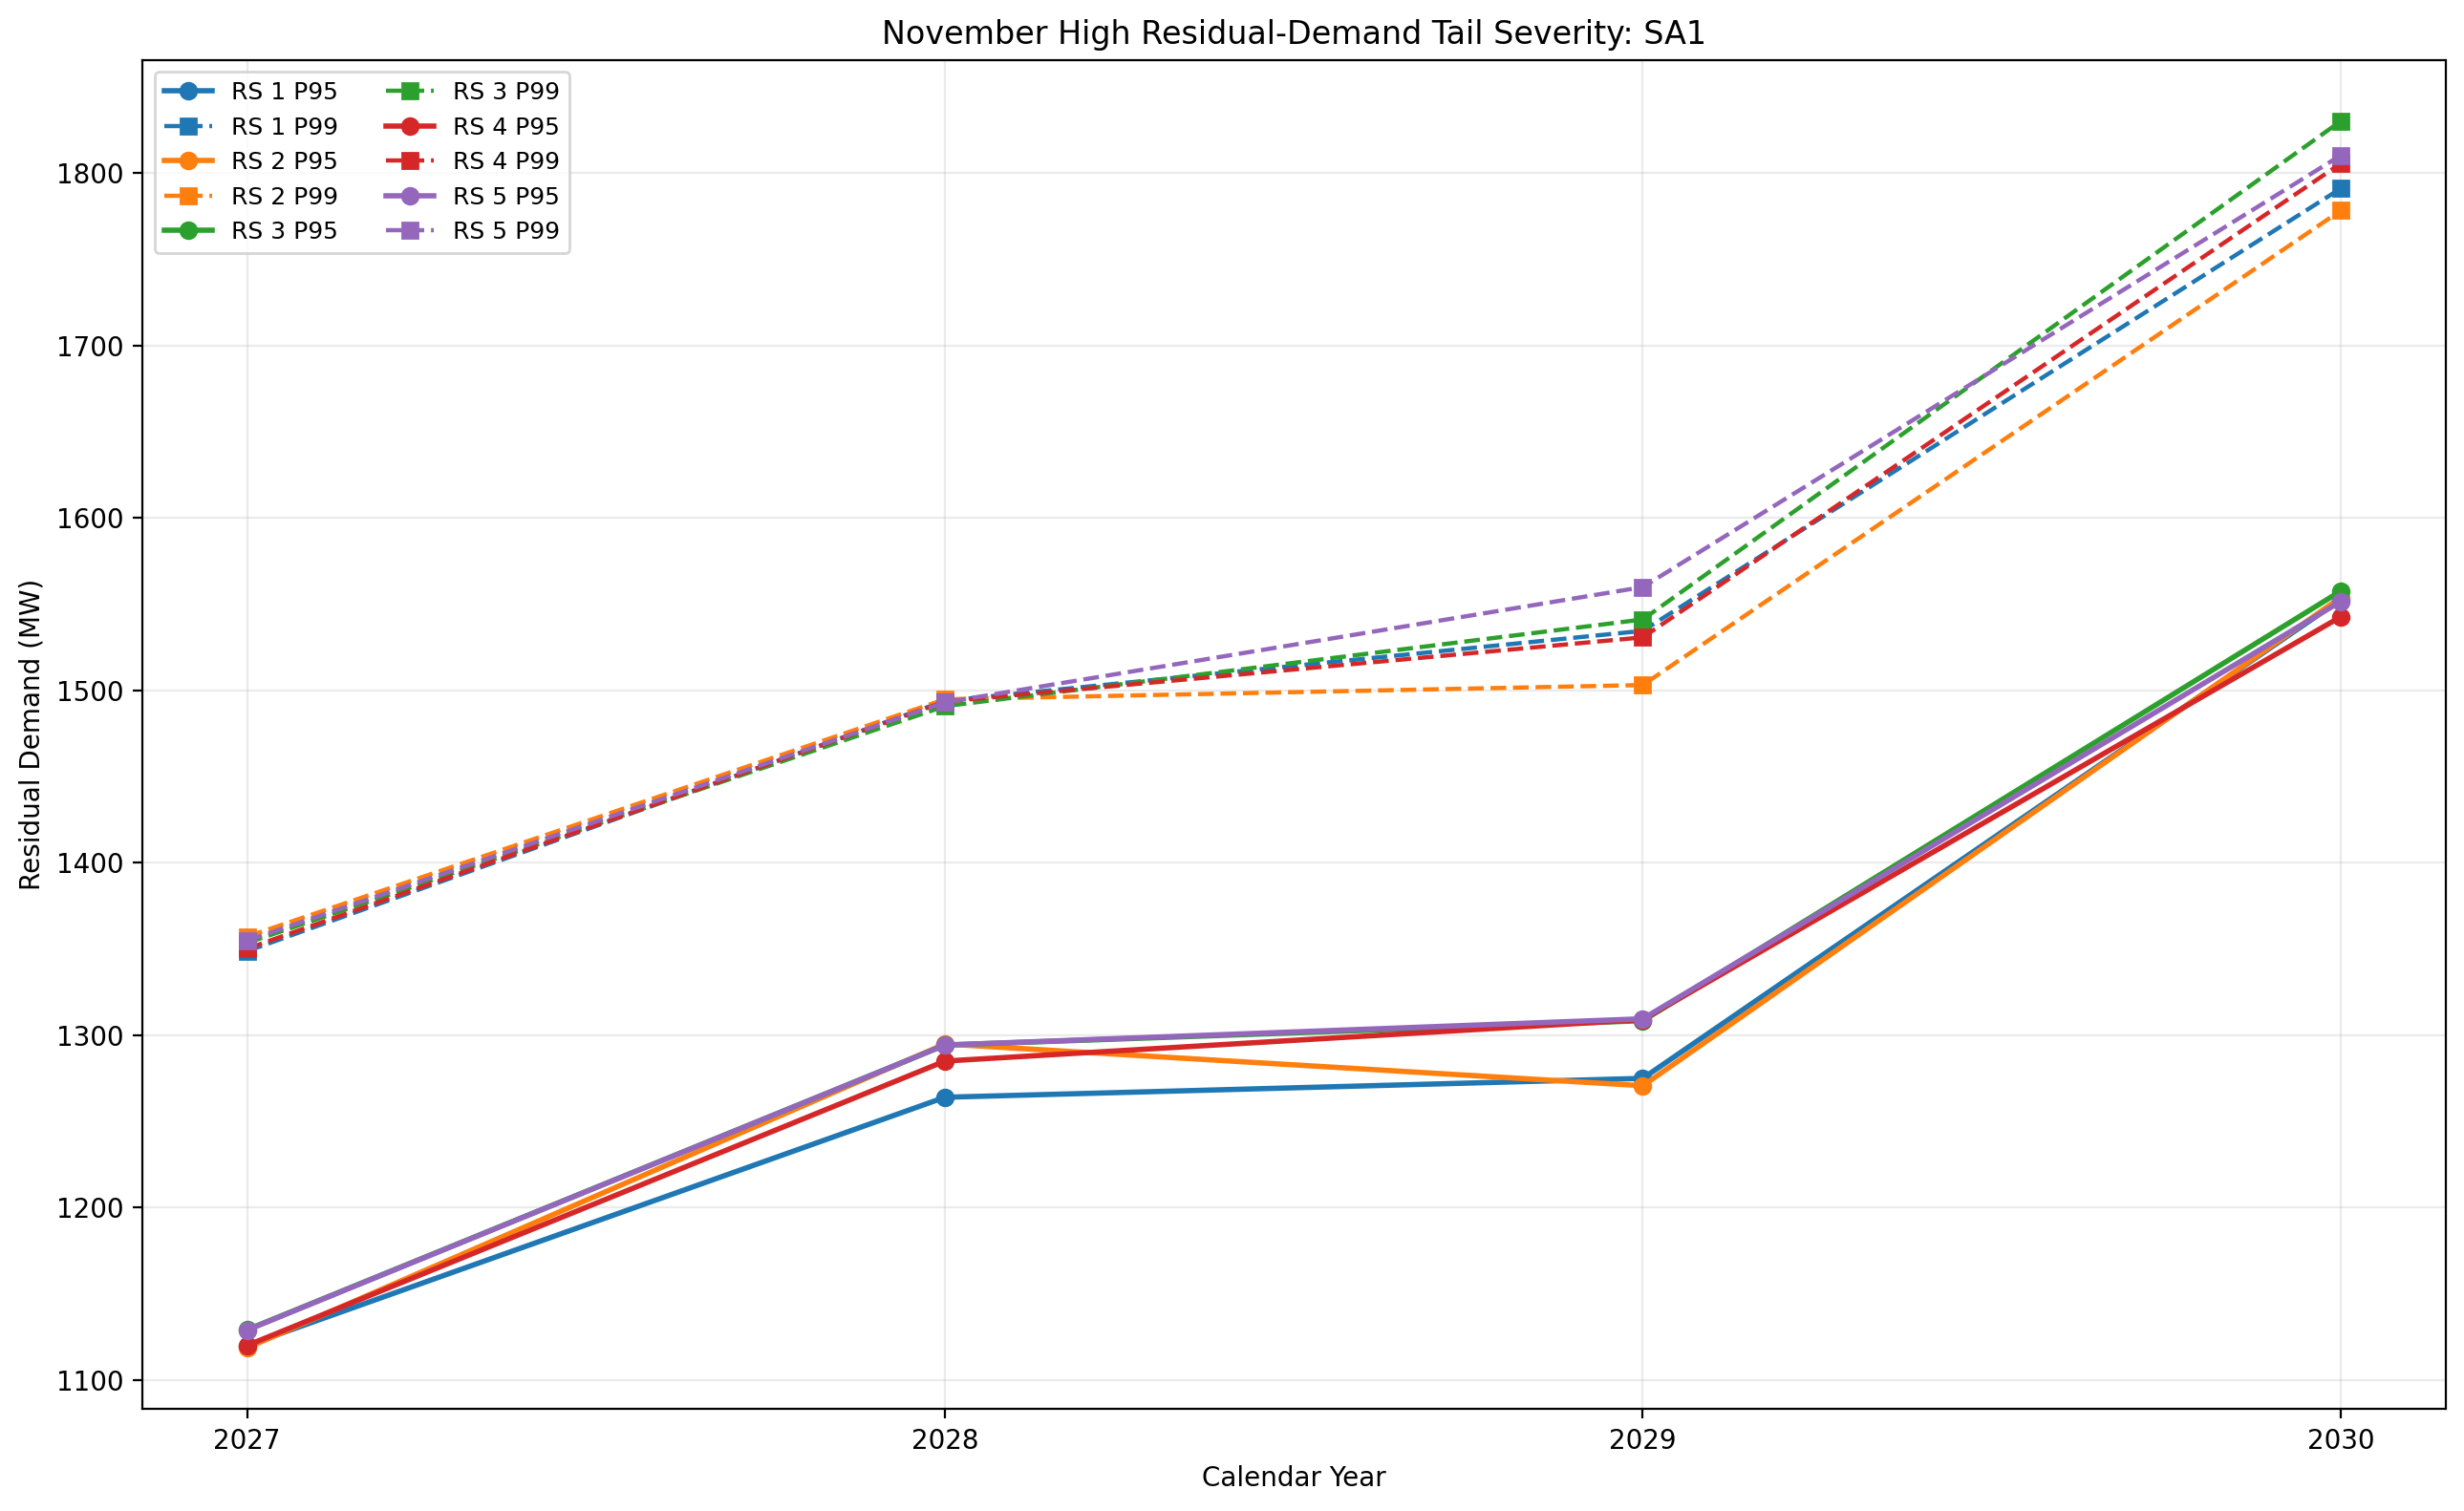 November High Residual-Demand Tail Severity: SA1
RS 1 P95
RS 1 P99
RS 2 P95
RS 2 P99
RS 3 P95
RS 3 P99
RS 4 P95
RS 4 P99
RS 5 P95
RS 5 P99
Residual Demand (MW)
1800
1700
1600
1500
1400
1300
1200
1100
2027
2028
2029
2030
Calendar Year